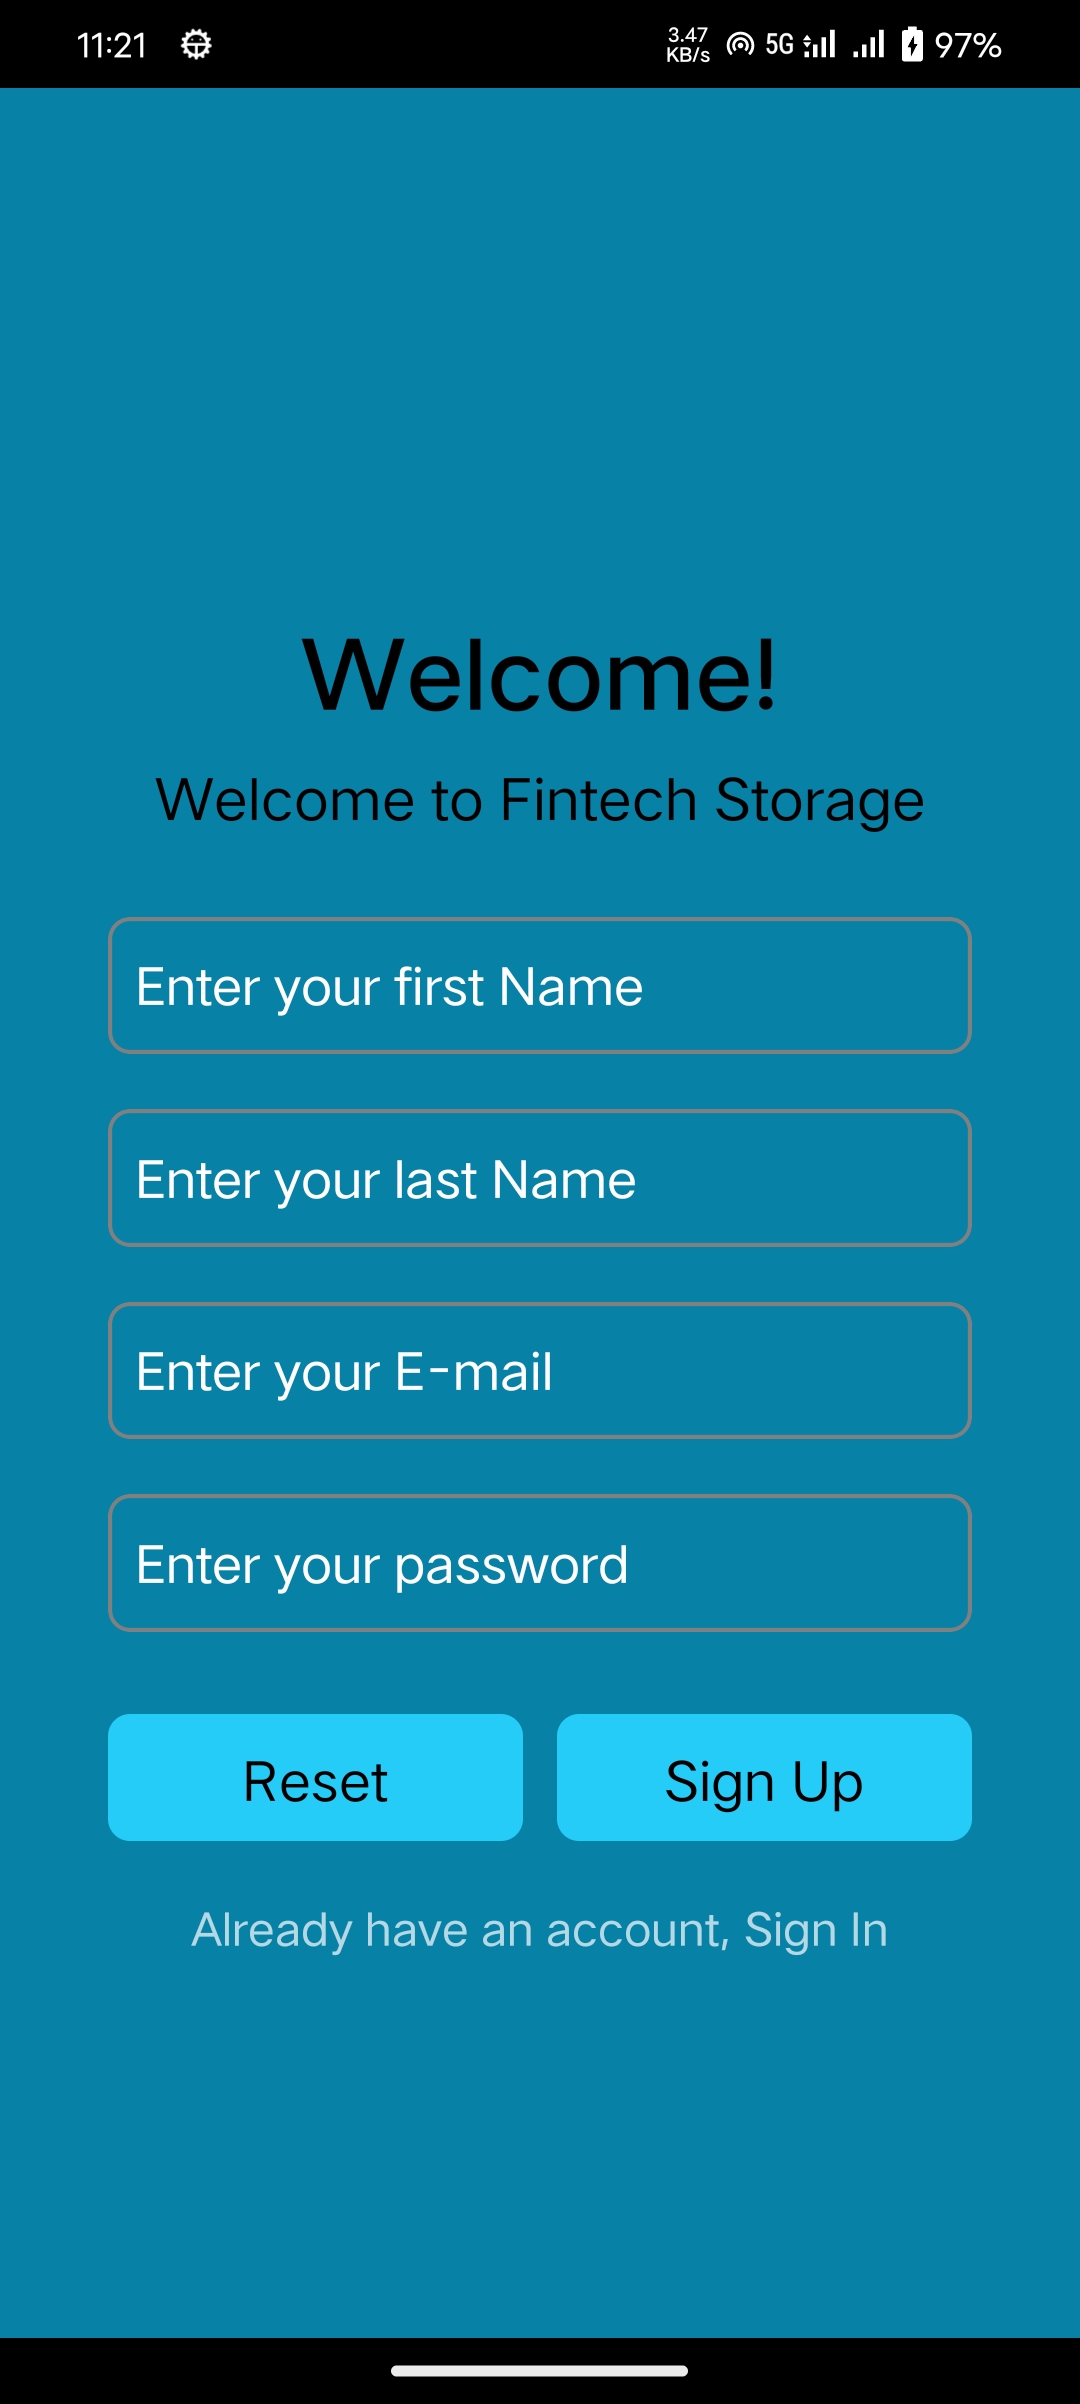 11:21
3.47
KB/s
5G
97%
Welcome!
Welcome to Fintech Storage
Enter your first Name
Enter your last Name
Enter your E-mail
Enter your password
Reset
Sign Up
Already have an account, Sign In